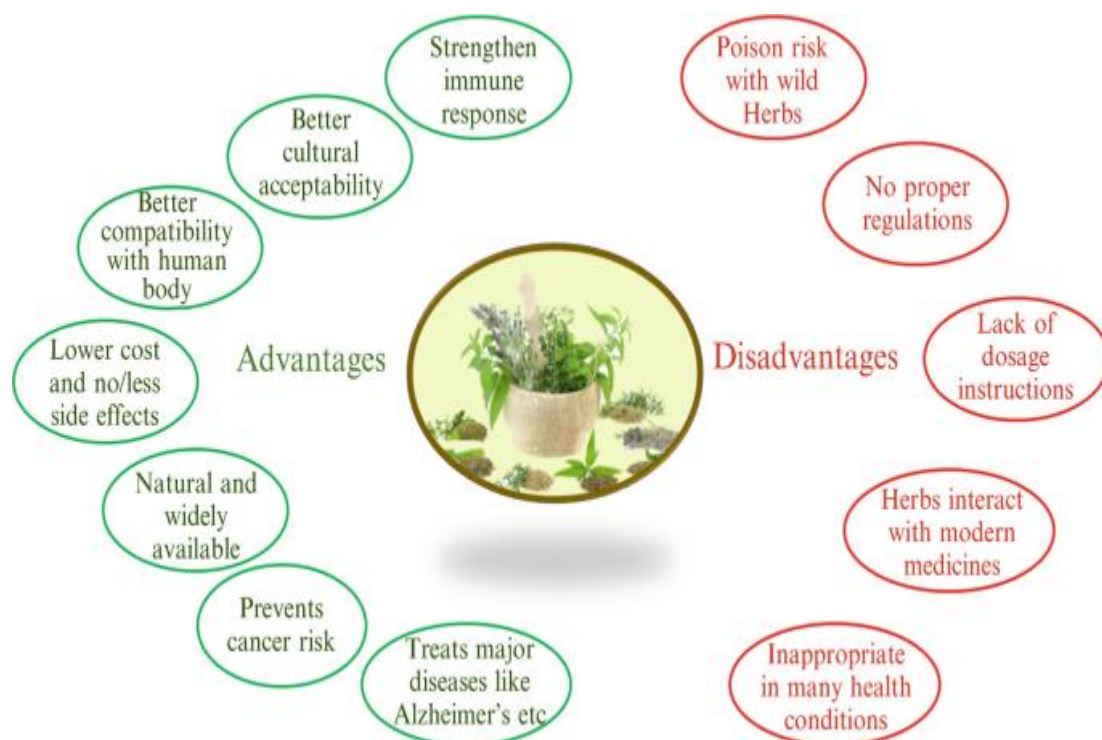 Strengthen
immune
response
Better
cultural
acceptability
Better
compatibility
with human
body
Lower cost
and no/less
side effects
Natural and
widely
available
Prevents
cancer risk
Treats major
diseases like
Alzheimer's etc
Advantages
Disadvantages
Poison risk
with wild
Herbs
No proper
regulations
Lack of
dosage
instructions
Herbs interact
with modern
medicines
Inappropriate
in many health
conditions